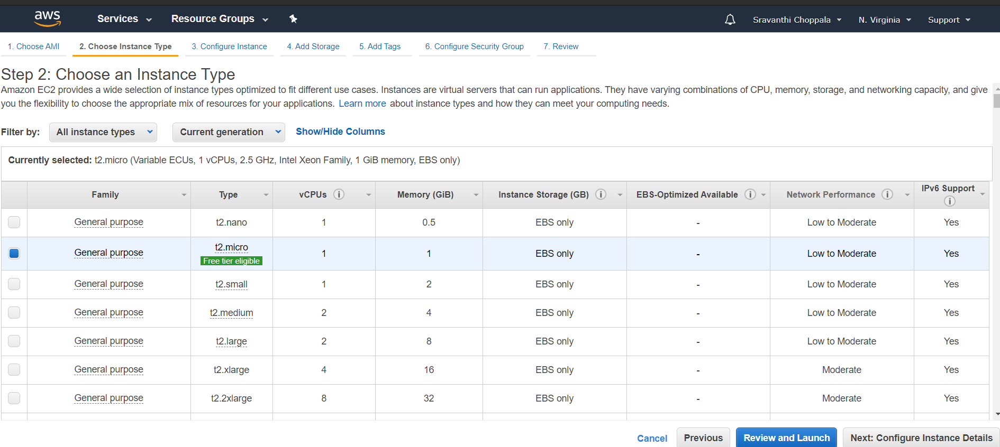 aws Services Resource Groups Sravanthi Choppala N. Virginia Support
1. Choose AMI 2. Choose Instance Type 3. Configure Instance 4. Add Storage 5. Add Tags 6. Configure Security Group 7. Review
Step 2: Choose an Instance Type
Amazon EC2 provides a wide selection of instance types optimized to fit different use cases. Instances are virtual servers that can run applications. They have varying combinations of CPU, memory, storage, and networking capacity, and give
you the flexibility to choose the appropriate mix of resources for your applications. Learn more about instance types and how they can meet your computing needs.
Filter by: All instance types Current generation Show/Hide Columns
Currently selected: t2.micro (Variable ECUs, 1 vCPUs, 2.5 GHz, Intel Xeon Family, 1 GiB memory, EBS only)
Family Type vCPUs i Memory (GiB) Instance Storage (GB) i EBS-Optimized Available i Network Performance i IPv6 Support i
General purpose t2.nano 1 0.5 EBS only - Low to Moderate Yes
General purpose t2.micro Free tier eligible 1 1 EBS only - Low to Moderate Yes
General purpose t2.small 1 2 EBS only - Low to Moderate Yes
General purpose t2.medium 2 4 EBS only - Low to Moderate Yes
General purpose t2.large 2 8 EBS only - Low to Moderate Yes
General purpose t2.xlarge 4 16 EBS only - Moderate Yes
General purpose t2.2xlarge 8 32 EBS only - Moderate Yes
Cancel Previous Review and Launch Next: Configure Instance Details